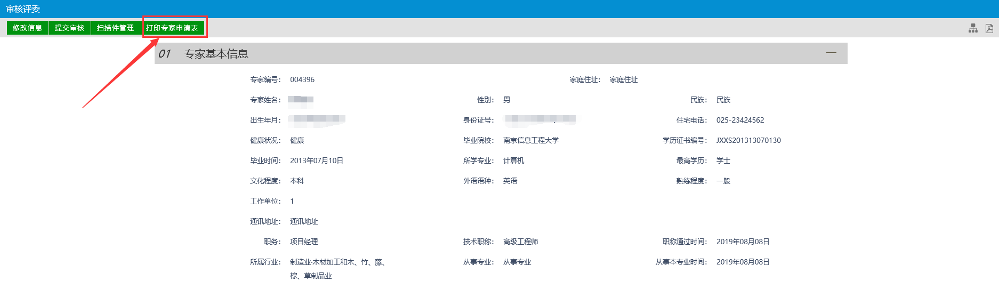 审核评委
修改信息 提交审核 扫描件管理 打印专家申请表
01 专家基本信息
专家编号： 004396 家庭住址： 家庭住址
专家姓名： 性别： 男 民族： 民族
出生年月： 身份证号： 住宅电话： 025-23424562
健康状况： 健康 毕业院校： 南京信息工程大学 学历证书编号： JXXS201313070130
毕业时间： 2013年07月10日 所学专业： 计算机 最高学历： 学士
文化程度： 本科 外语语种： 英语 熟练程度： 一般
工作单位： 1
通讯地址： 通讯地址
职务： 项目经理 技术职称： 高级工程师 职称通过时间： 2019年08月08日
所属行业： 制造业·木材加工和木、竹、藤、 从事专业： 从事专业 从事本专业时间： 2019年08月08日
棕、草制品业